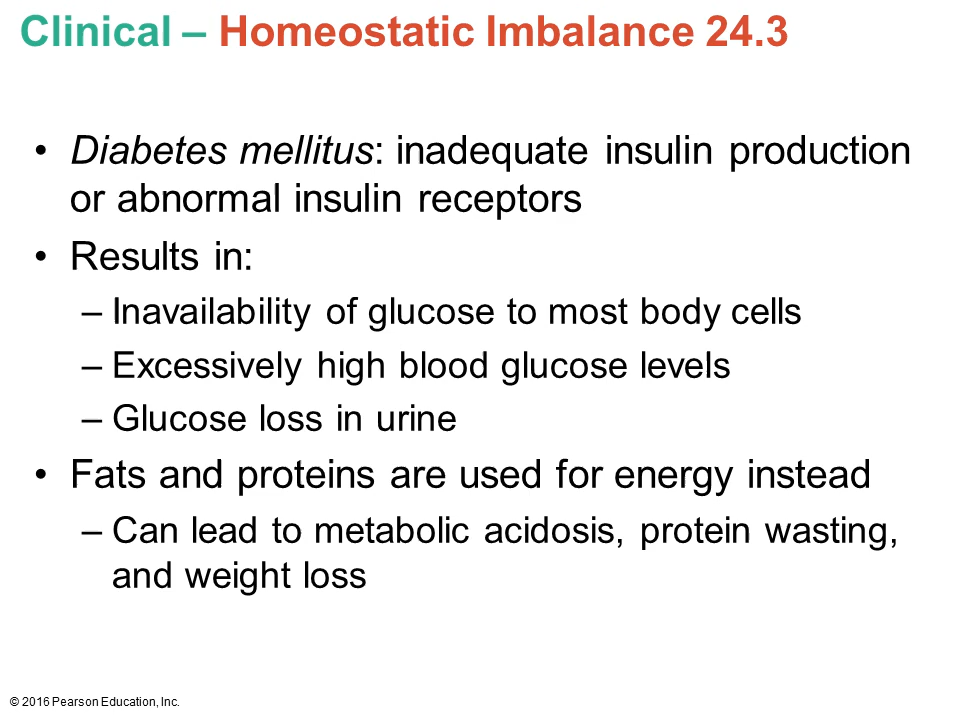 Clinical – Homeostatic Imbalance 24.3
• Diabetes mellitus: inadequate insulin production
or abnormal insulin receptors
• Results in:
– Inavailability of glucose to most body cells
– Excessively high blood glucose levels
– Glucose loss in urine
• Fats and proteins are used for energy instead
– Can lead to metabolic acidosis, protein wasting,
and weight loss
© 2016 Pearson Education, Inc.